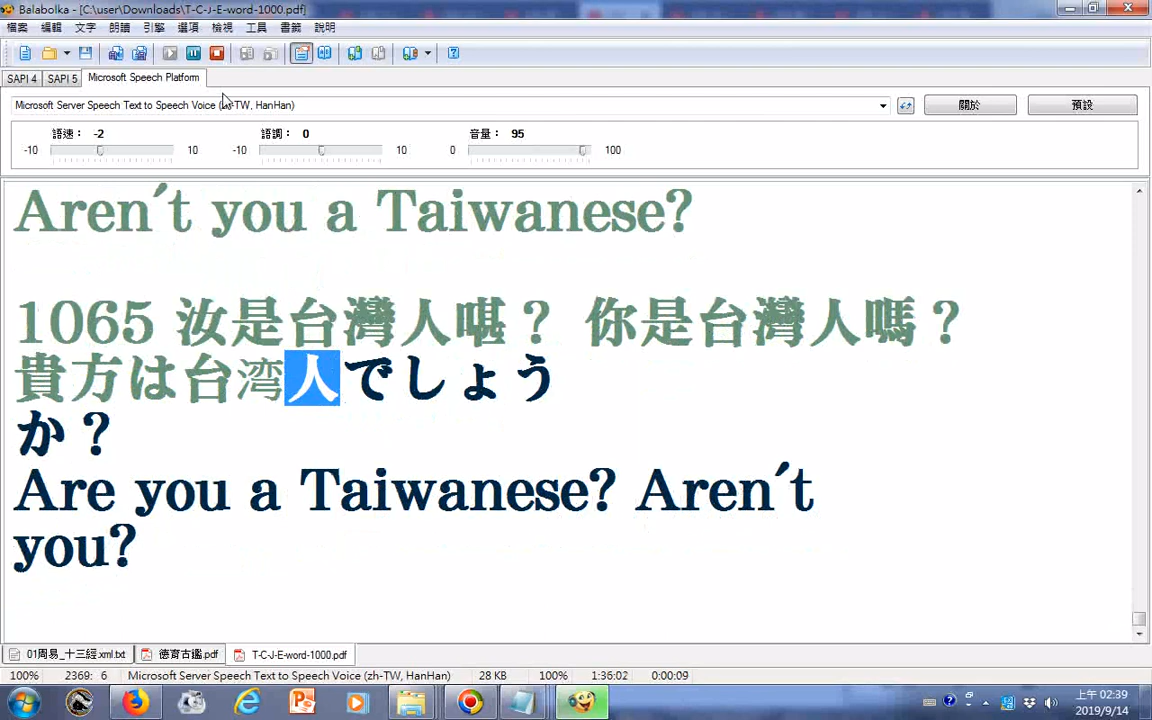 Balabolka - [C:\user\Downloads\T-C-J-E-word-1000.pdf]
檔案 編輯 文字 朗讀 引擎 選項 檢視 工具 書籤 說明
SAPI 4 SAPI 5 Microsoft Speech Platform
Microsoft Server Speech Text to Speech Voice (zh-TW, HanHan) 關於 預設
語速： -2 語調： 0 音量： 95
-10 10 -10 10 0 100
Aren't you a Taiwanese?
1065 汝是台灣人啿？ 你是台灣人嗎？
貴方は台湾人でしょう
か？
Are you a Taiwanese? Aren't
you?
01周易_十三經.xml.txt 德育古鑑.pdf T-C-J-E-word-1000.pdf
100% 2369: 6 Microsoft Server Speech Text to Speech Voice (zh-TW, HanHan) 28 KB 100% 1:36:02 0:00:09
上午 02:39
2019/9/14